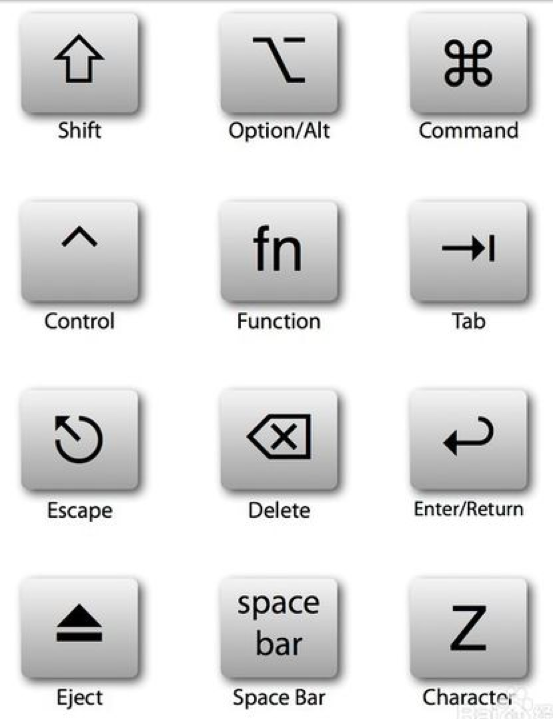 Shift
Option/Alt
Command
fn
Control
Function
Tab
Escape
Delete
Enter/Return
space
bar
Z
Eject
Space Bar
Character